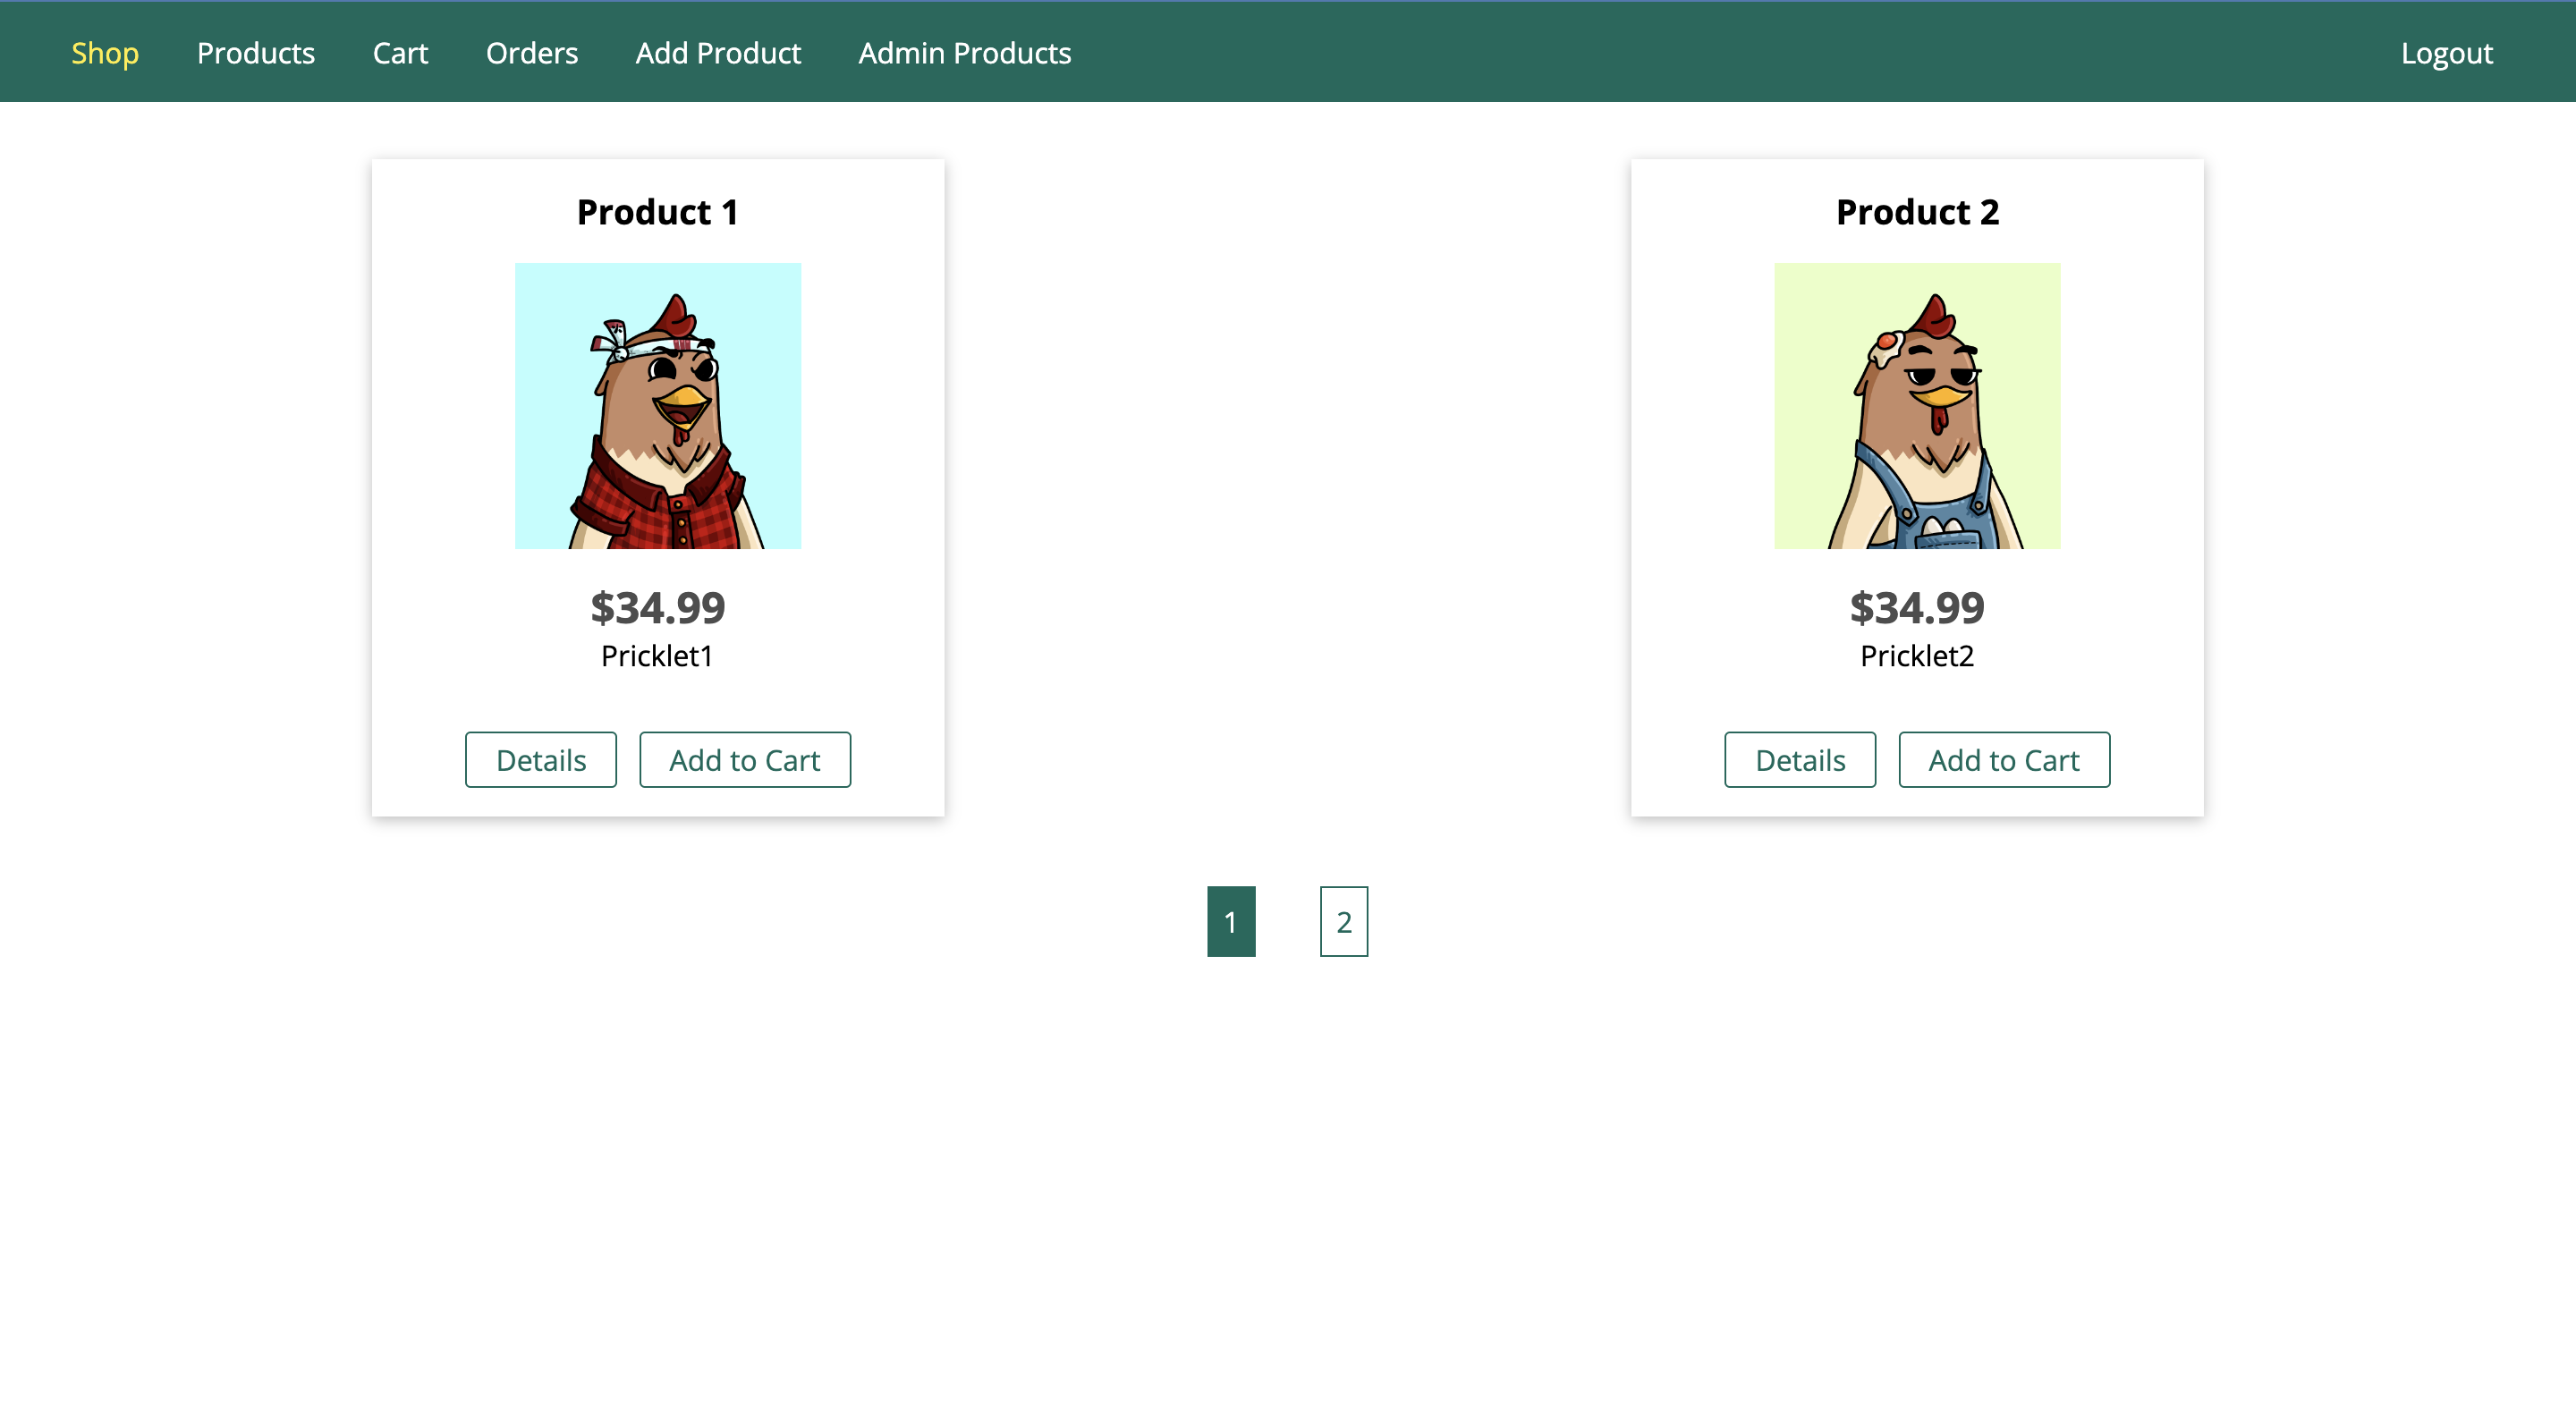 Shop Products Cart Orders Add Product Admin Products Logout
Product 1
$34.99
Pricklet1
Details Add to Cart
Product 2
$34.99
Pricklet2
Details Add to Cart
1 2